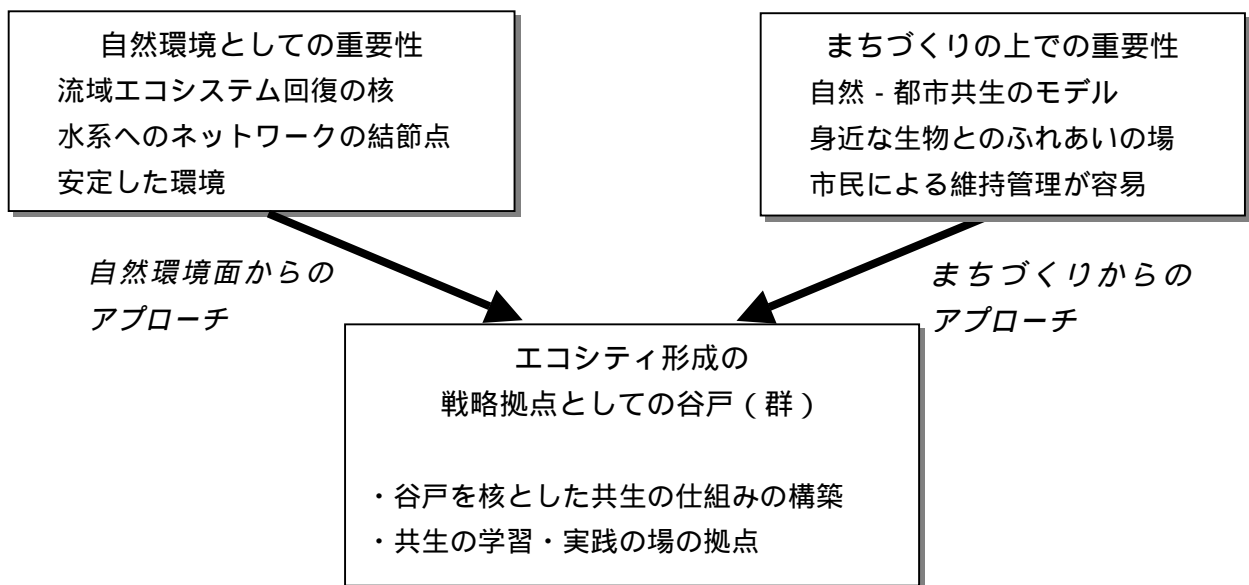 自然環境としての重要性
流域エコシステム回復の核
水系へのネットワークの結節点
安定した環境
まちづくりの上での重要性
自然 - 都市共生のモデル
身近な生物とのふれあいの場
市民による維持管理が容易
自然環境面からの
アプローチ
まちづくりからの
アプローチ
エコシティ形成の
戦略拠点としての谷戸（群）
・谷戸を核とした共生の仕組みの構築
・共生の学習・実践の場の拠点